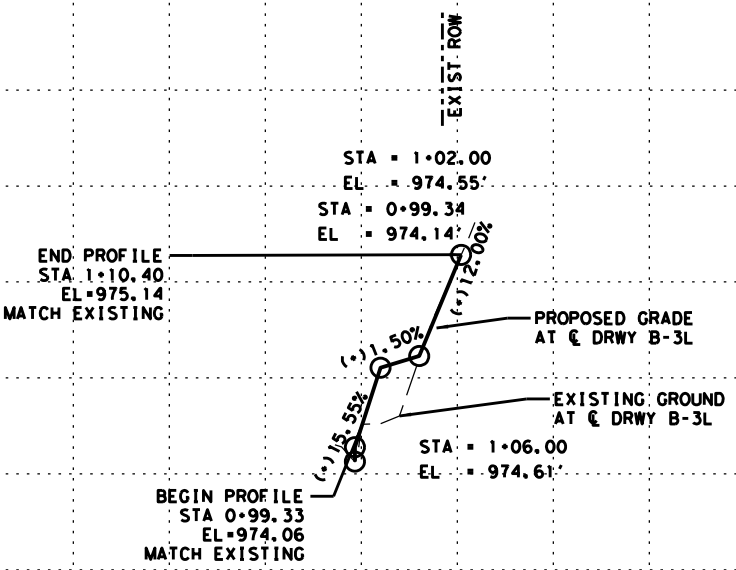 EXIST ROW
STA = 1+02.00
EL = 974.55'
STA = 0+99.34
EL = 974.14'
END PROFILE
STA 1+10.40
EL=975.14
MATCH EXISTING
(+)12.00%
PROPOSED GRADE
AT ℄ DRWY B-3L
(+)1.50%
EXISTING GROUND
AT ℄ DRWY B-3L
(+)15.55%
STA = 1+06.00
EL = 974.61'
BEGIN PROFILE
STA 0+99.33
EL=974.06
MATCH EXISTING